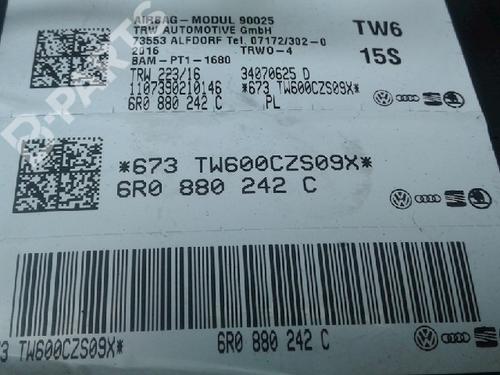 AIRBAG-MODUL 90025
TRW AUTOMOTIVE GmbH
73553 ALFDORF Tel. 07172/302-0
2016 TRWO-4
BAM-PT1-1680
TW6
15S
TRW 223/16 34070625 D
1107390210146 *673 TW600CZS09X*
6R0 880 242 C PL
*673 TW600CZS09X*
6R0 880 242 C
673 TW600CZS09X* 6R0 880 242 C
B-PARTS